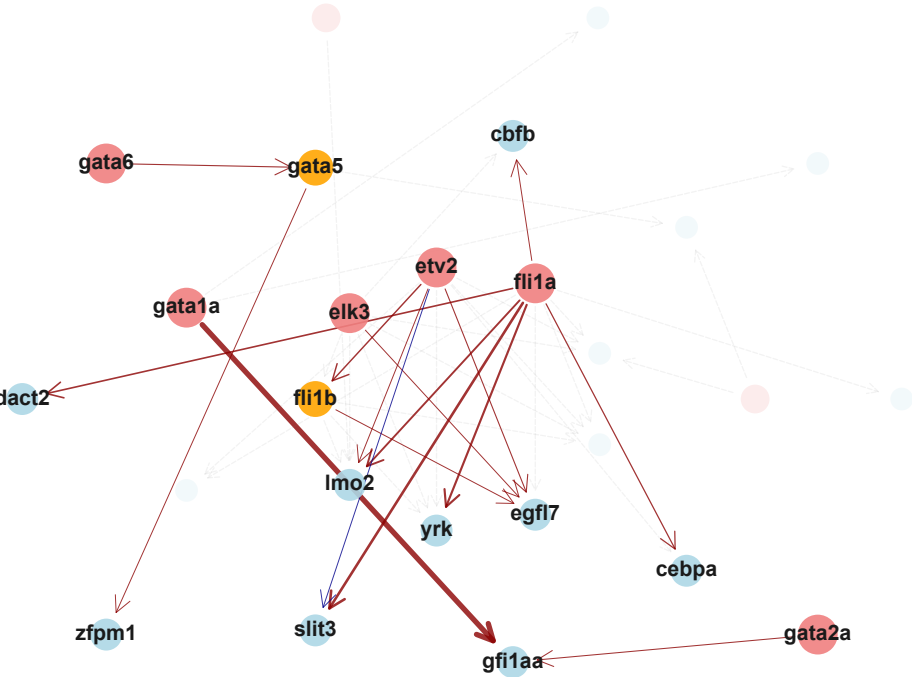 cbfb
gata6
gata5
etv2
fli1a
gata1a
elk3
dact2
fli1b
lmo2
egfl7
yrk
cebpa
zfpm1
slit3
gata2a
gfi1aa